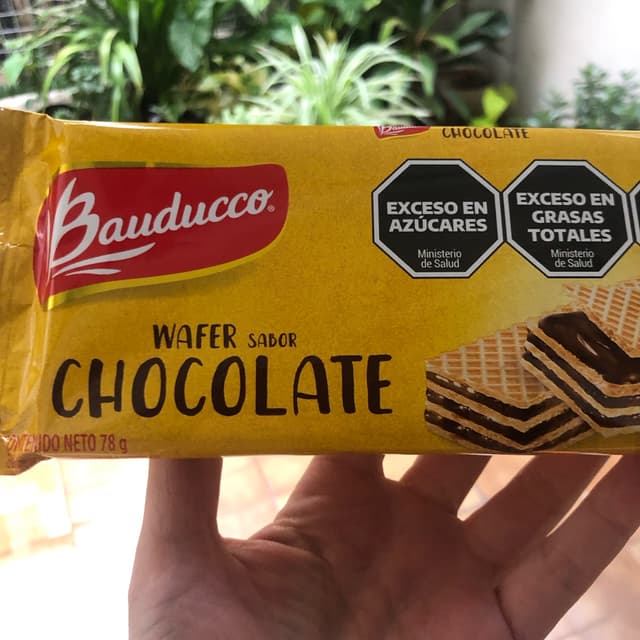 Bauducco
CHOCOLATE
Bauducco®
EXCESO EN
AZÚCARES
Ministerio
de Salud
EXCESO EN
GRASAS
TOTALES
Ministerio
de Salud
WAFER SABOR
CHOCOLATE
CONTENIDO NETO 78 g